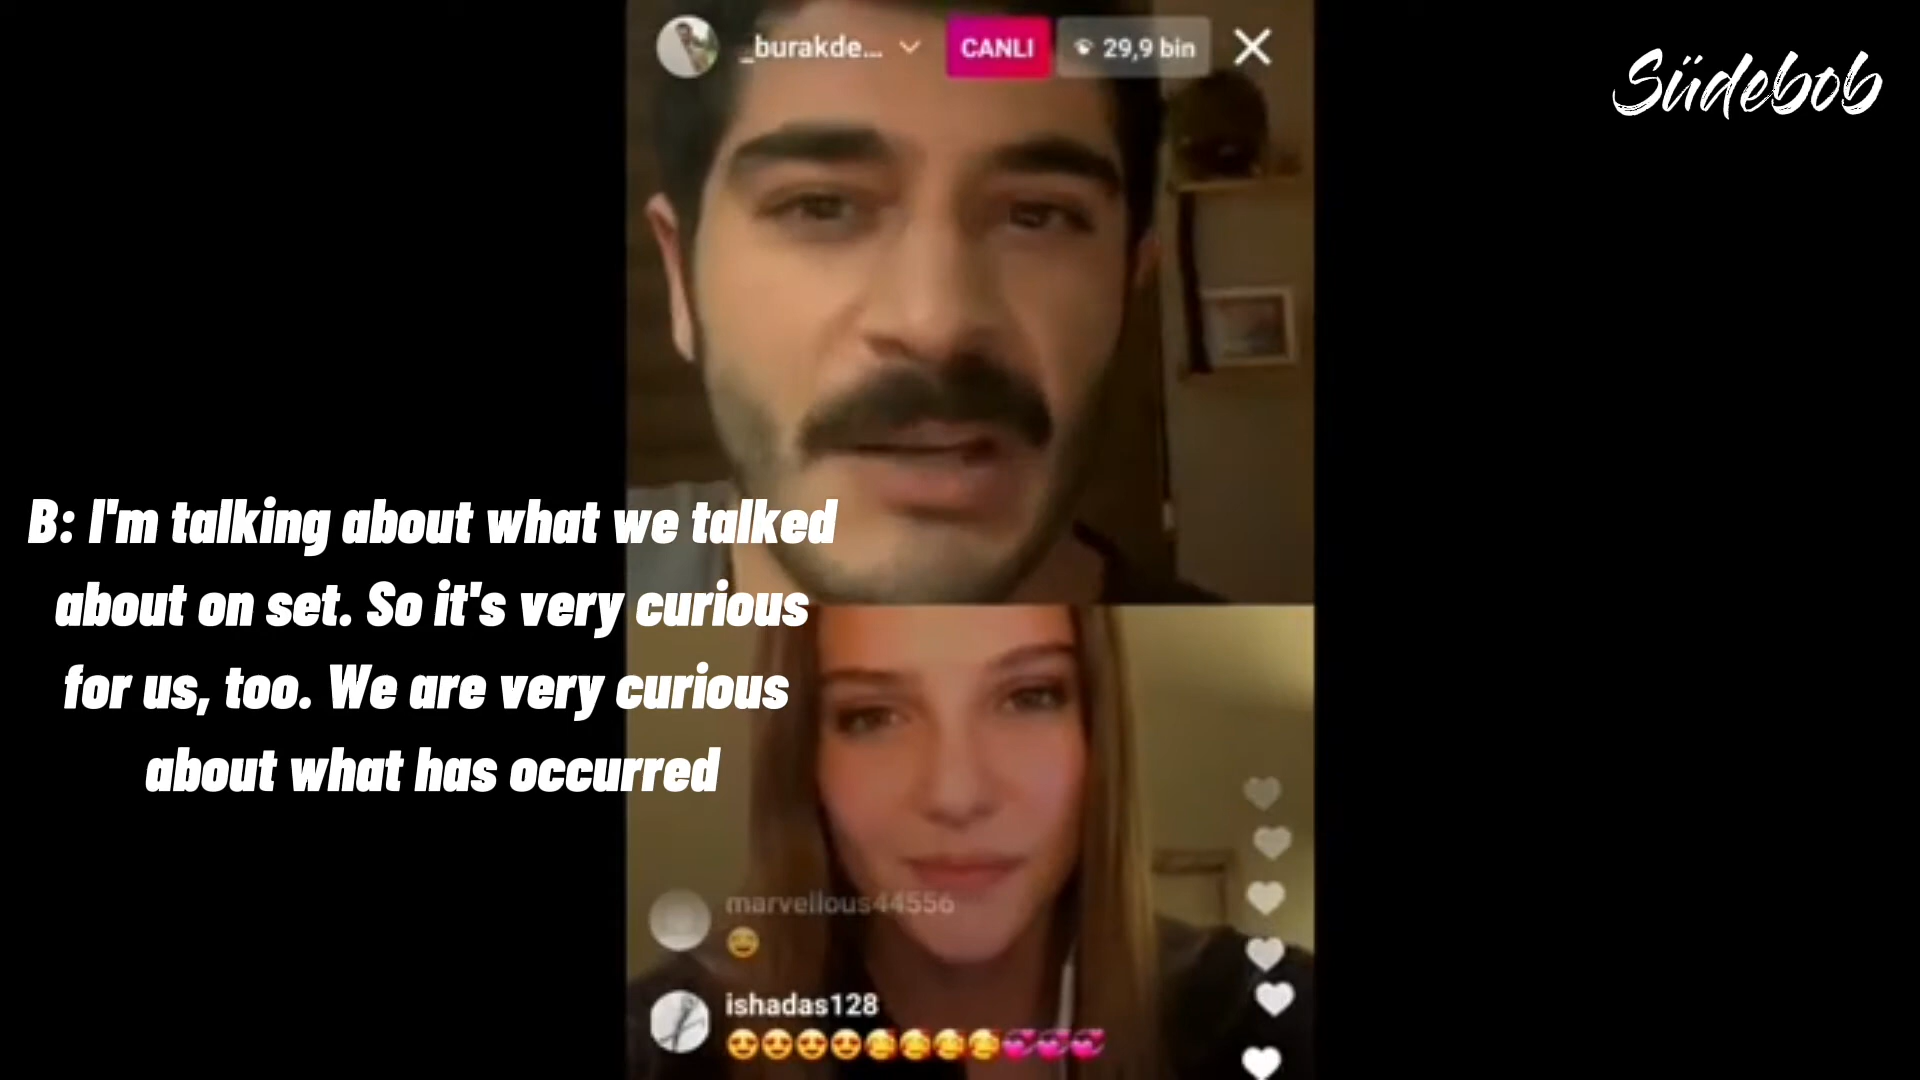 _burakde...
CANLI
29,9 bin
Südebob
B: I'm talking about what we talked
about on set. So it's very curious
for us, too. We are very curious
about what has occurred
marvellous44556
ishadas128